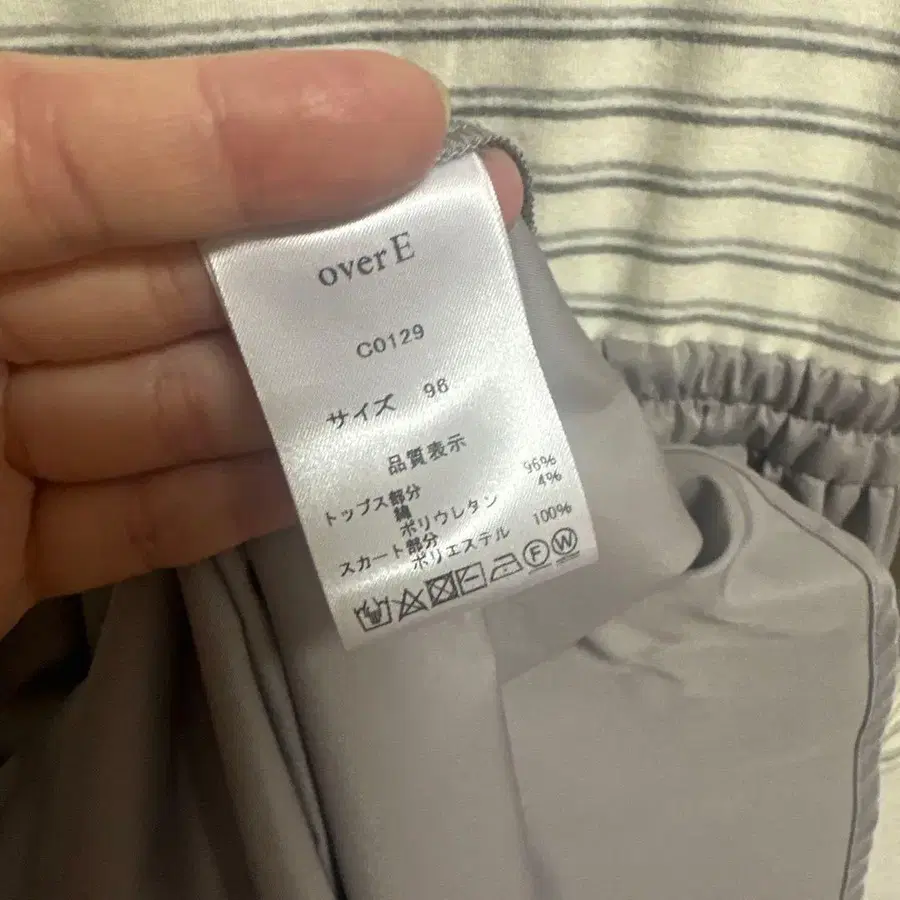 overE
C0129
サイズ 96
品質表示
トップス部分
綿 96%
ポリウレタン 4%
スカート部分
ポリエステル 100%
F W